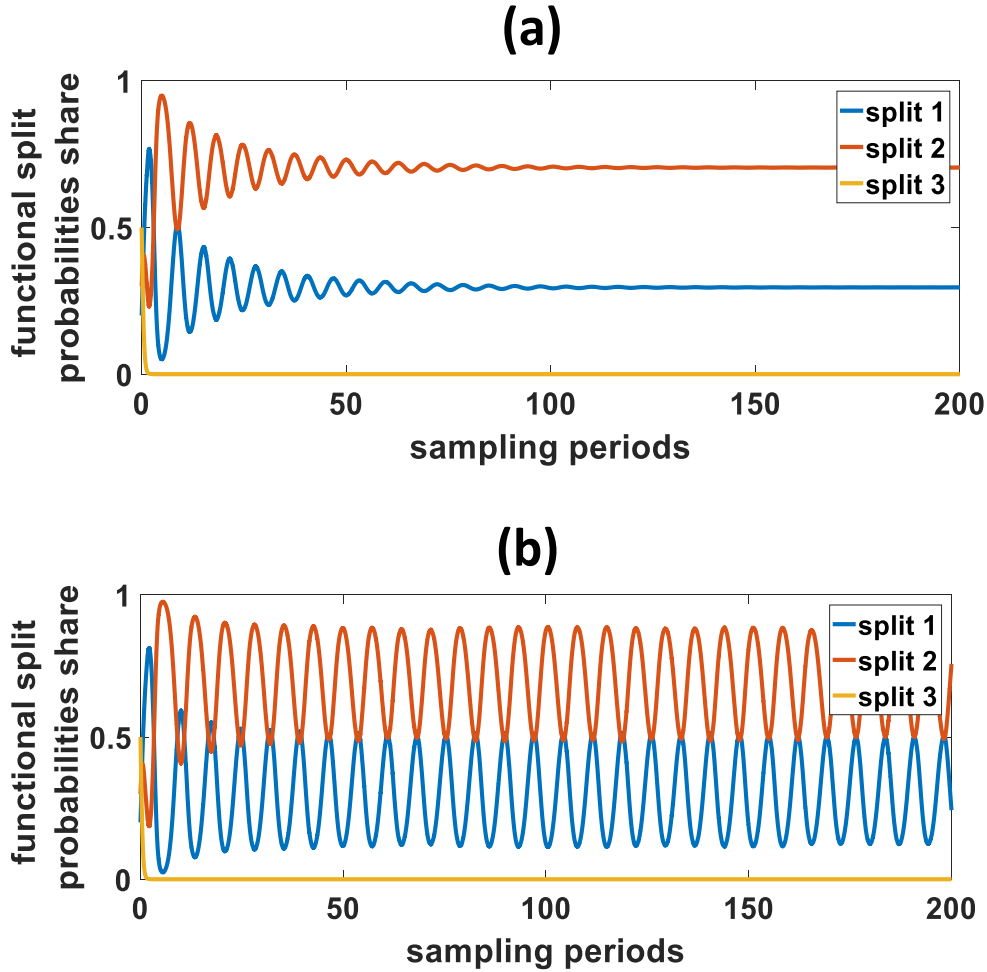 (a)
functional split
probabilities share
1
0.5
0
split 1
split 2
split 3
0 50 100 150 200
sampling periods
(b)
functional split
probabilities share
1
0.5
0
split 1
split 2
split 3
0 50 100 150 200
sampling periods